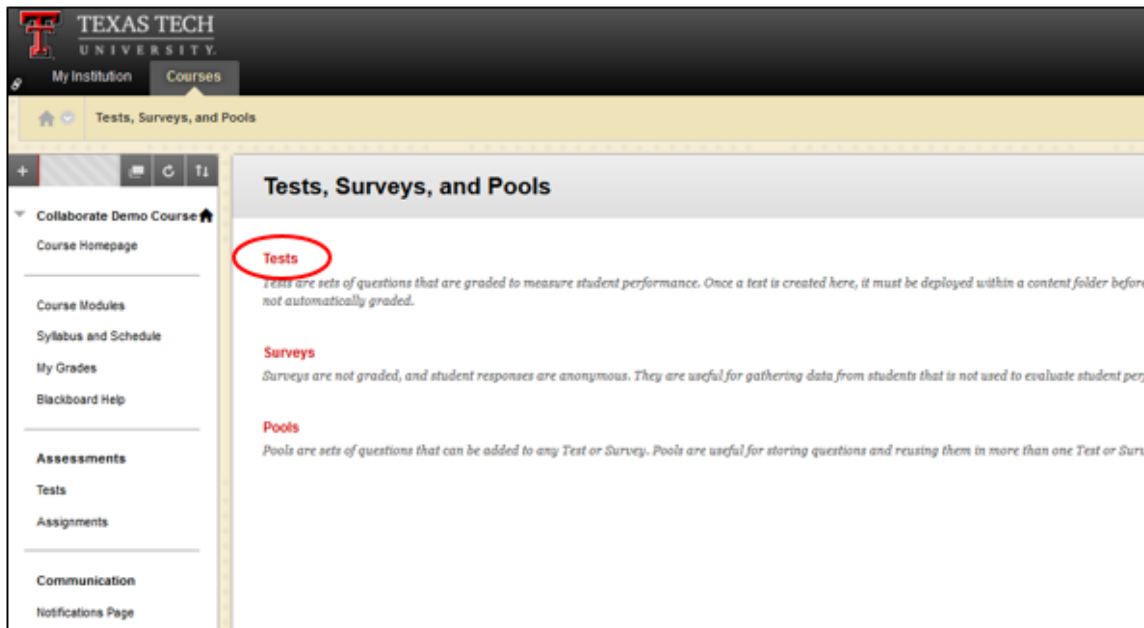 TEXAS TECH
UNIVERSITY.
My Institution Courses
Tests, Surveys, and Pools
Tests, Surveys, and Pools
Collaborate Demo Course
Course Homepage
Course Modules
Syllabus and Schedule
My Grades
Blackboard Help
Assessments
Tests
Assignments
Communication
Notifications Page
Tests
Tests are sets of questions that are graded to measure student performance. Once a test is created here, it must be deployed within a content folder before
not automatically graded.
Surveys
Surveys are not graded, and student responses are anonymous. They are useful for gathering data from students that is not used to evaluate student
Pools
Pools are sets of questions that can be added to any Test or Survey. Pools are useful for storing questions and reusing them in more than one Test or